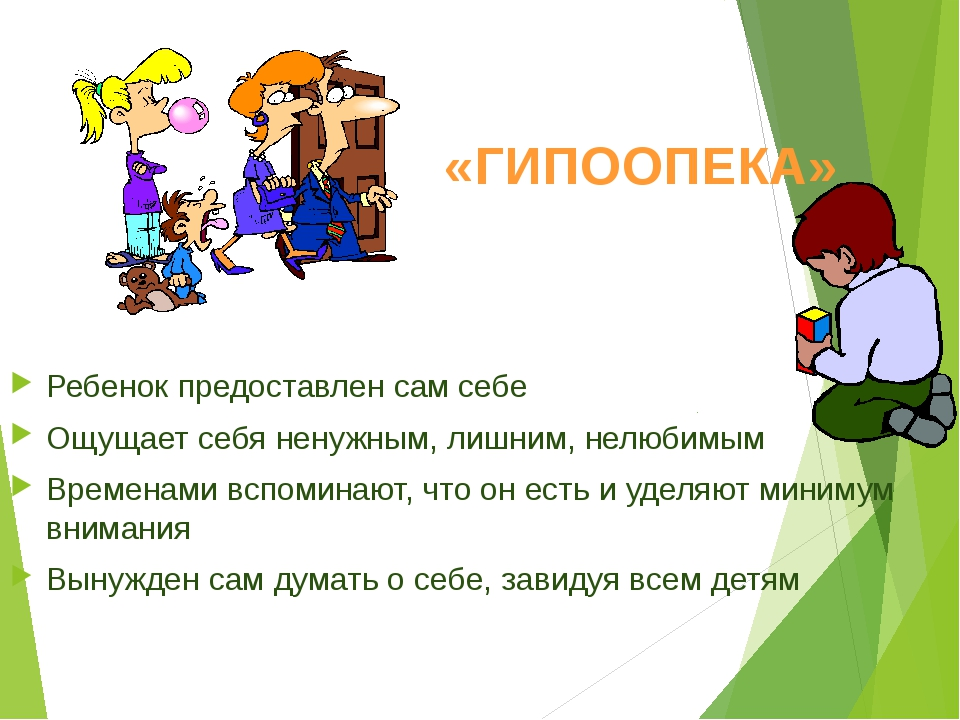 «ГИПООПЕКА»
Ребенок предоставлен сам себе
Ощущает себя ненужным, лишним, нелюбимым
Временами вспоминают, что он есть и уделяют минимум
внимания
Вынужден сам думать о себе, завидуя всем детям